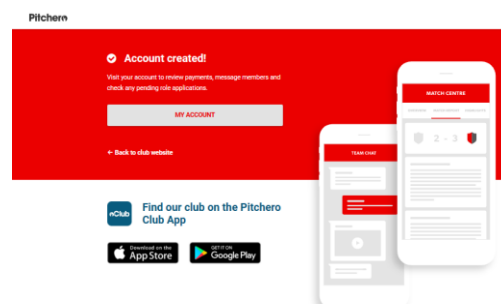 Pitchero
Account created!
Visit your account to review payments, message members and
check any pending role applications.
MY ACCOUNT
← Back to club website
MATCH CENTRE
2 - 3
TEAM CHAT
Club
Find our club on the Pitchero
Club App
Download on the
App Store
GET IT ON
Google Play